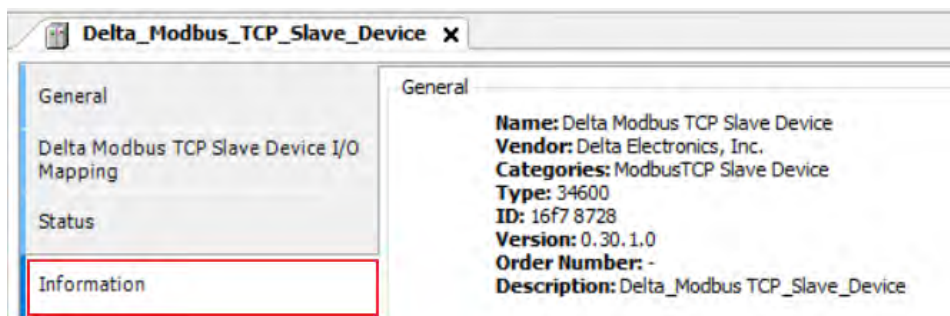 Delta_Modbus_TCP_Slave_Device X
General
Delta Modbus TCP Slave Device I/O
Mapping
Status
Information
General
Name: Delta Modbus TCP Slave Device
Vendor: Delta Electronics, Inc.
Categories: ModbusTCP Slave Device
Type: 34600
ID: 16f7 8728
Version: 0.30.1.0
Order Number: -
Description: Delta_Modbus TCP_Slave_Device